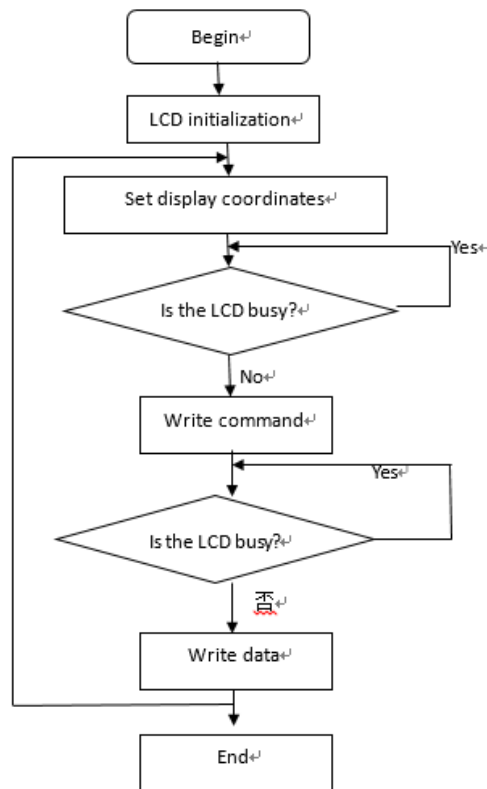 Begin
LCD initialization
Set display coordinates
Yes
Is the LCD busy?
No
Write command
Yes
Is the LCD busy?
否
Write data
End